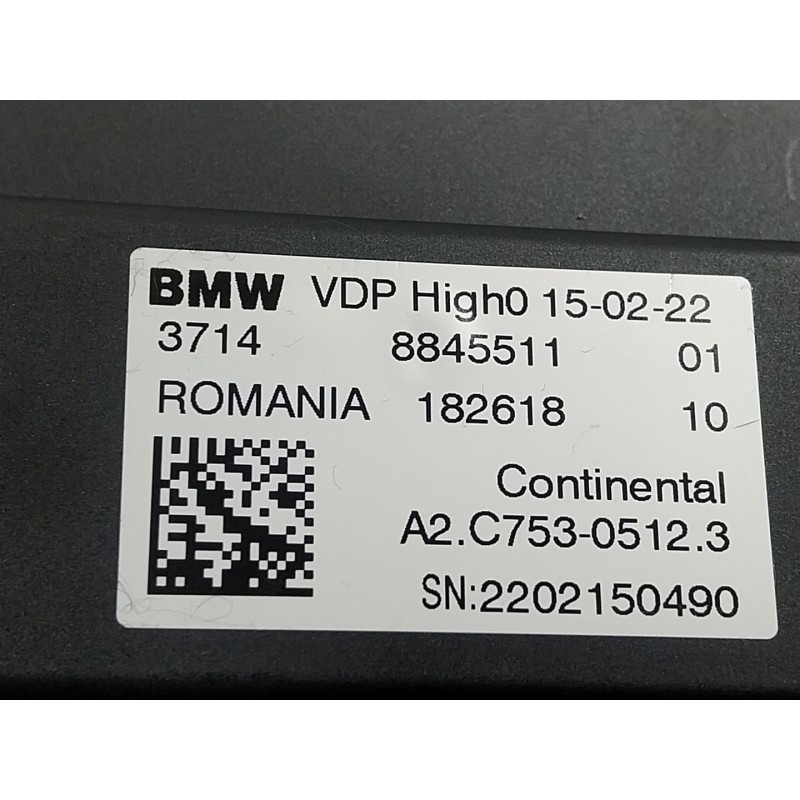 BMW VDP High0 15-02-22
3714 8845511 01
ROMANIA 182618 10
Continental
A2.C753-0512.3
SN:2202150490